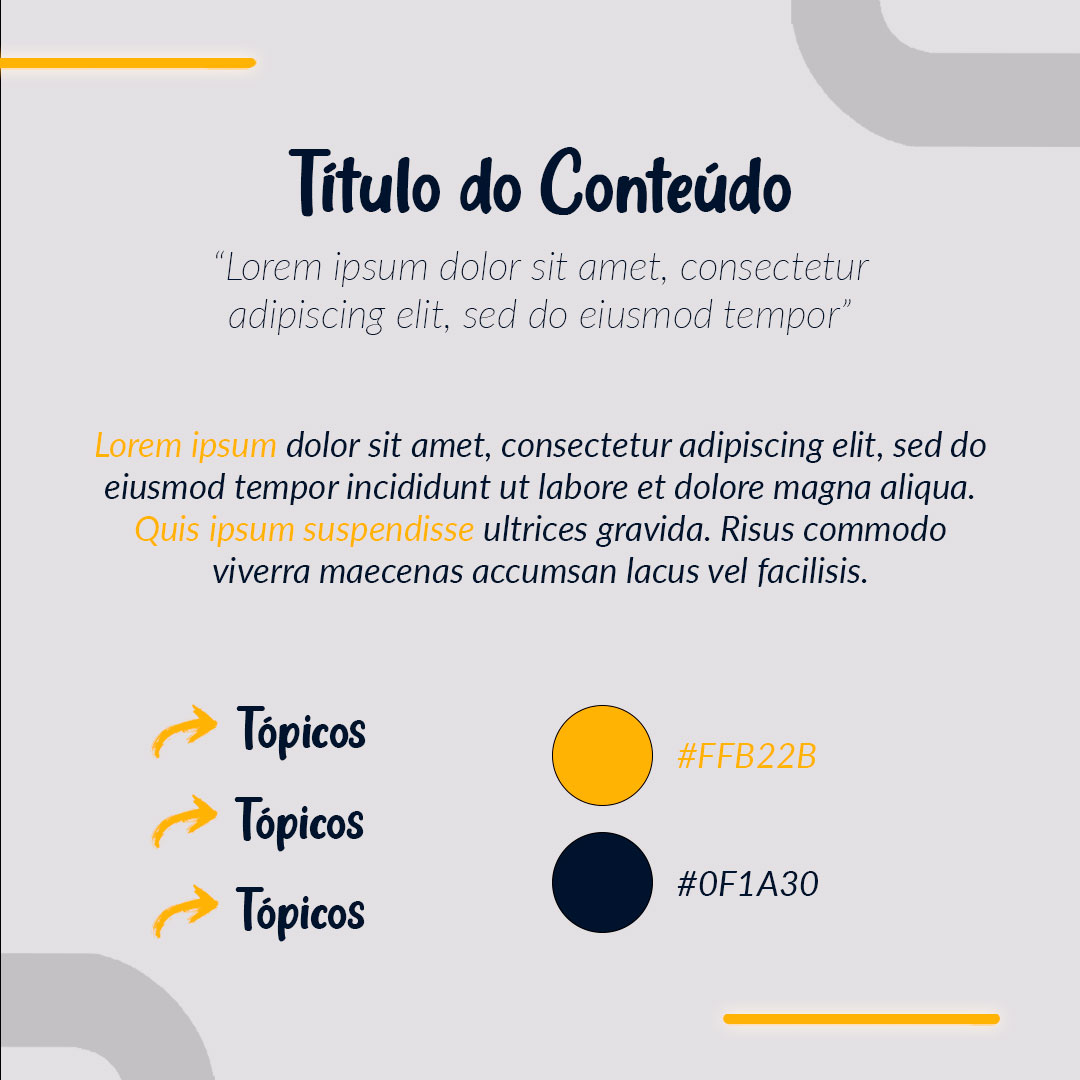 Título do Conteúdo
“Lorem ipsum dolor sit amet, consectetur
adipiscing elit, sed do eiusmod tempor”
Lorem ipsum dolor sit amet, consectetur adipiscing elit, sed do
eiusmod tempor incididunt ut labore et dolore magna aliqua.
Quis ipsum suspendisse ultrices gravida. Risus commodo
viverra maecenas accumsan lacus vel facilisis.
Tópicos
Tópicos
Tópicos
#FFB22B
#0F1A30